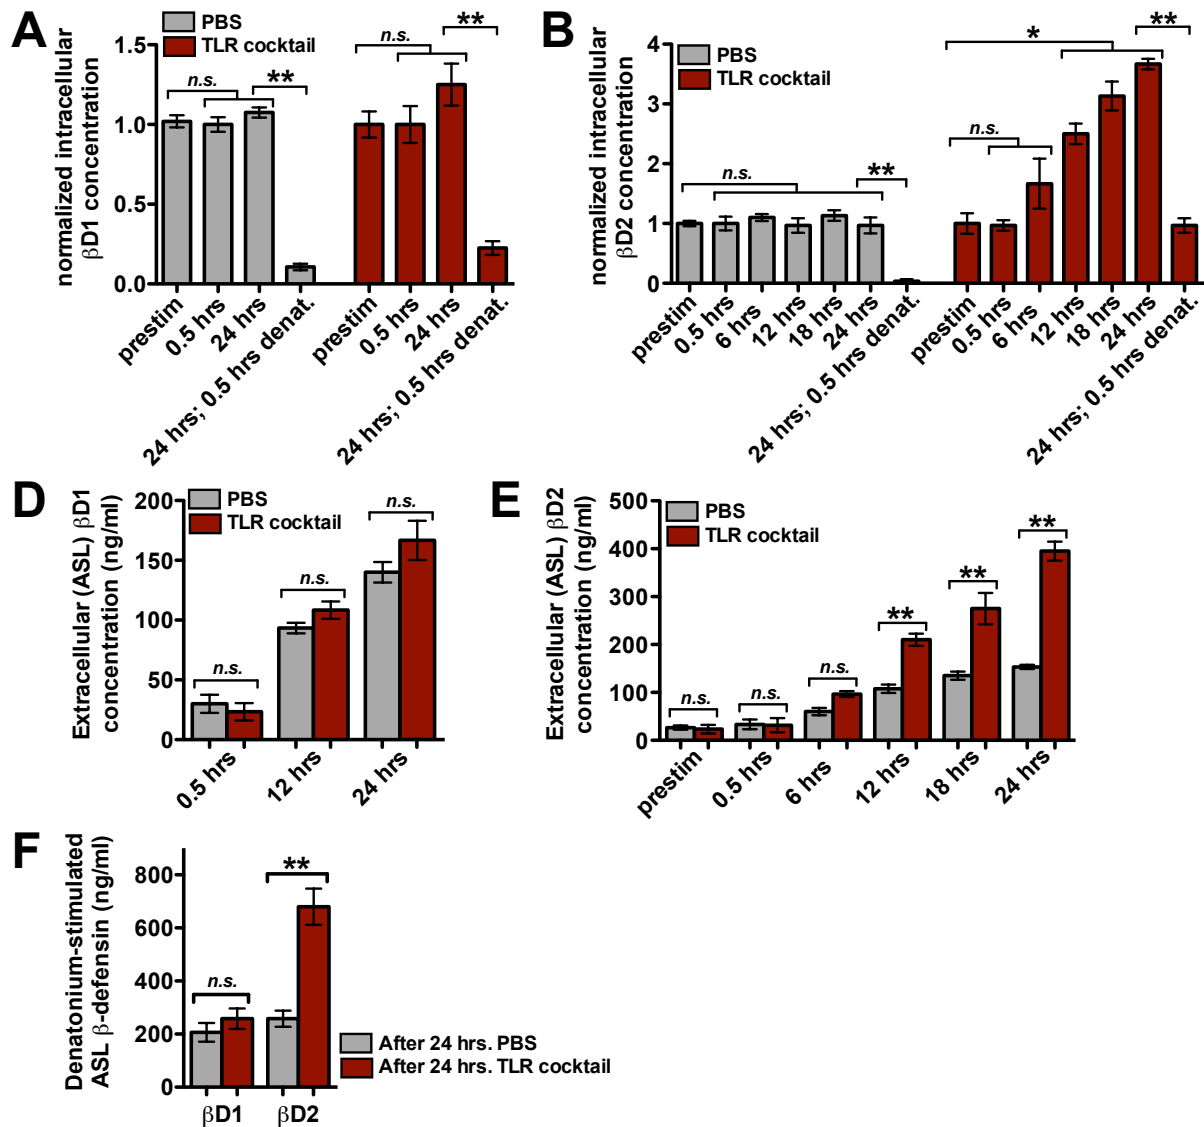 A
PBS
TLR cocktail
normalized intracellular
βD1 concentration
1.5
1.0
0.5
0.0
n.s.
**
n.s.
**
prestim
0.5 hrs
24 hrs
24 hrs; 0.5 hrs denat.
prestim
0.5 hrs
24 hrs
24 hrs; 0.5 hrs denat.
B
PBS
TLR cocktail
normalized intracellular
βD2 concentration
4
3
2
1
0
n.s.
**
n.s.
*
**
prestim
0.5 hrs
6 hrs
12 hrs
18 hrs
24 hrs
24 hrs; 0.5 hrs denat.
prestim
0.5 hrs
6 hrs
12 hrs
18 hrs
24 hrs
24 hrs; 0.5 hrs denat.
D
PBS
TLR cocktail
Extracellular (ASL) βD1
concentration (ng/ml)
200
150
100
50
0
n.s.
n.s.
n.s.
0.5 hrs
12 hrs
24 hrs
E
PBS
TLR cocktail
Extracellular (ASL) βD2
concentration (ng/ml)
500
400
300
200
100
0
n.s.
n.s.
n.s.
**
**
**
prestim
0.5 hrs
6 hrs
12 hrs
18 hrs
24 hrs
F
Denatonium-stimulated
ASL β-defensin (ng/ml)
800
600
400
200
0
n.s.
**
βD1
βD2
After 24 hrs. PBS
After 24 hrs. TLR cocktail